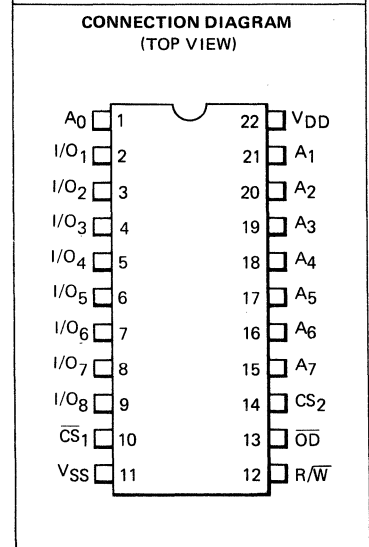 CONNECTION DIAGRAM
(TOP VIEW)
A0 1 22 VDD
I/O1 2 21 A1
I/O2 3 20 A2
I/O3 4 19 A3
I/O4 5 18 A4
I/O5 6 17 A5
I/O6 7 16 A6
I/O7 8 15 A7
I/O8 9 14 CS2
C̅S̅1 10 13 O̅D̅
VSS 11 12 R/W̅